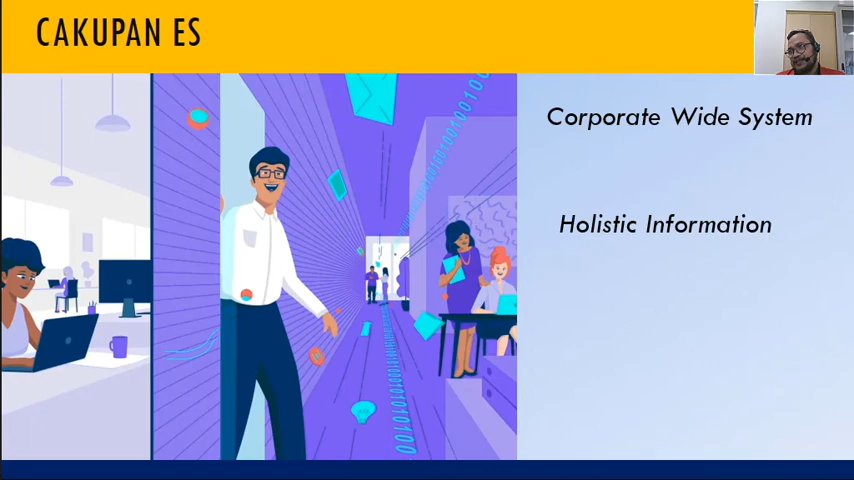 CAKUPAN ES
Corporate Wide System
Holistic Information